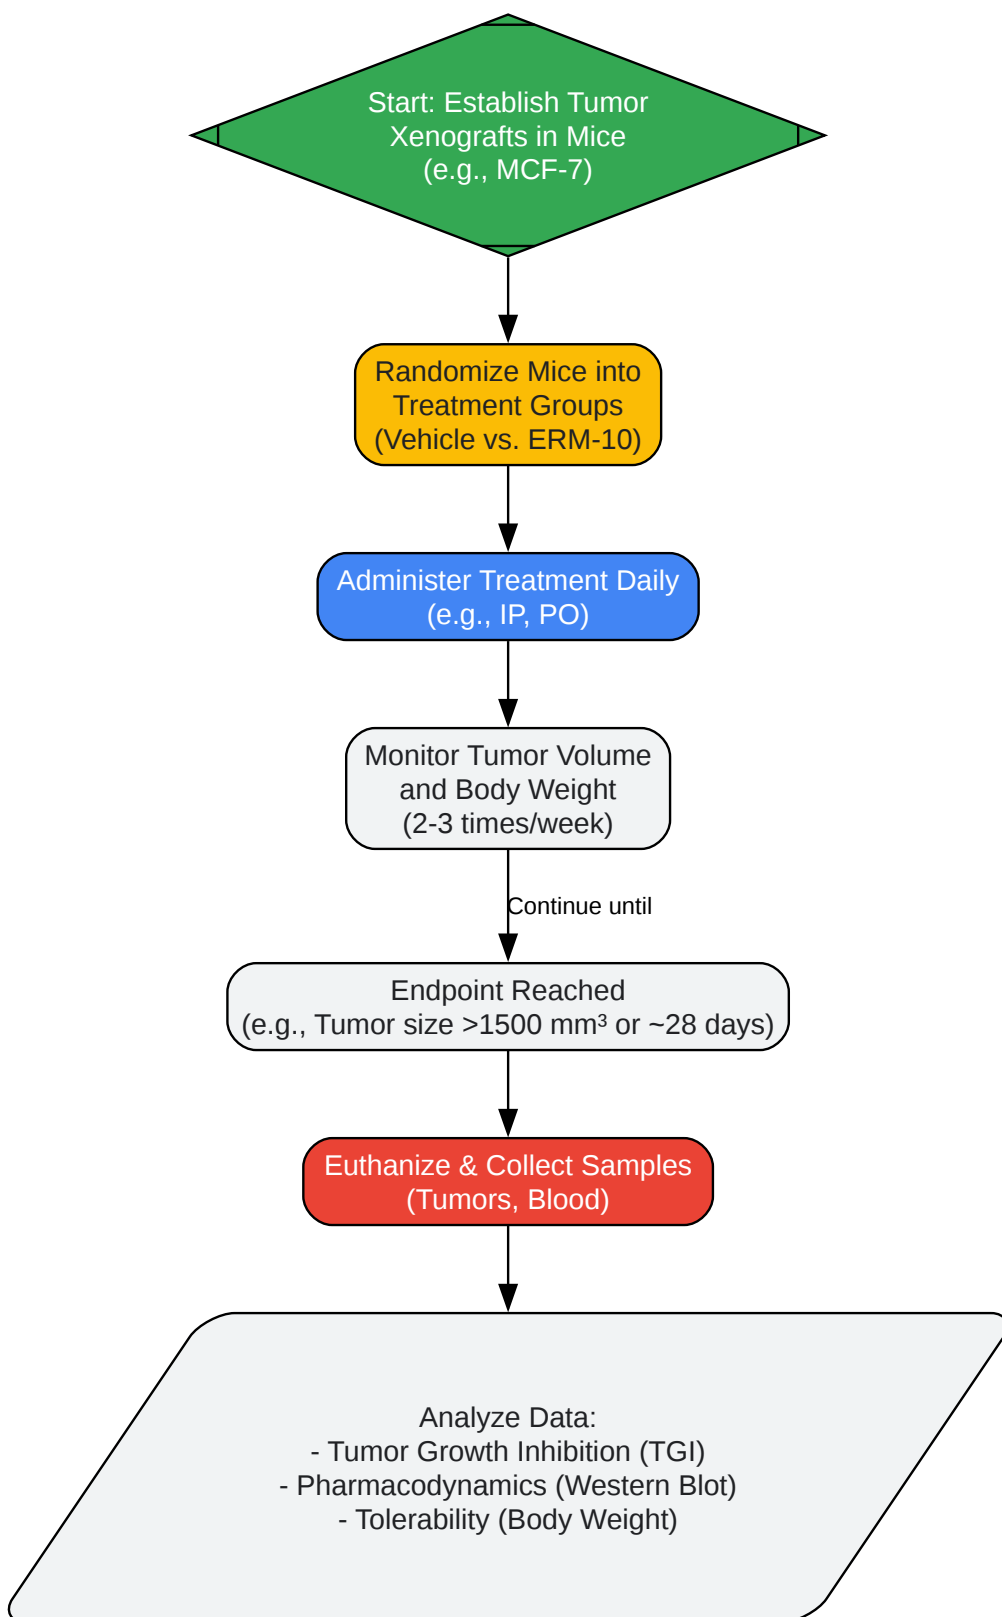 Start: Establish Tumor
Xenografts in Mice
(e.g., MCF-7)
Randomize Mice into
Treatment Groups
(Vehicle vs. ERM-10)
Administer Treatment Daily
(e.g., IP, PO)
Monitor Tumor Volume
and Body Weight
(2-3 times/week)
Continue until
Endpoint Reached
(e.g., Tumor size >1500 mm³ or ~28 days)
Euthanize & Collect Samples
(Tumors, Blood)
Analyze Data:
- Tumor Growth Inhibition (TGI)
- Pharmacodynamics (Western Blot)
- Tolerability (Body Weight)